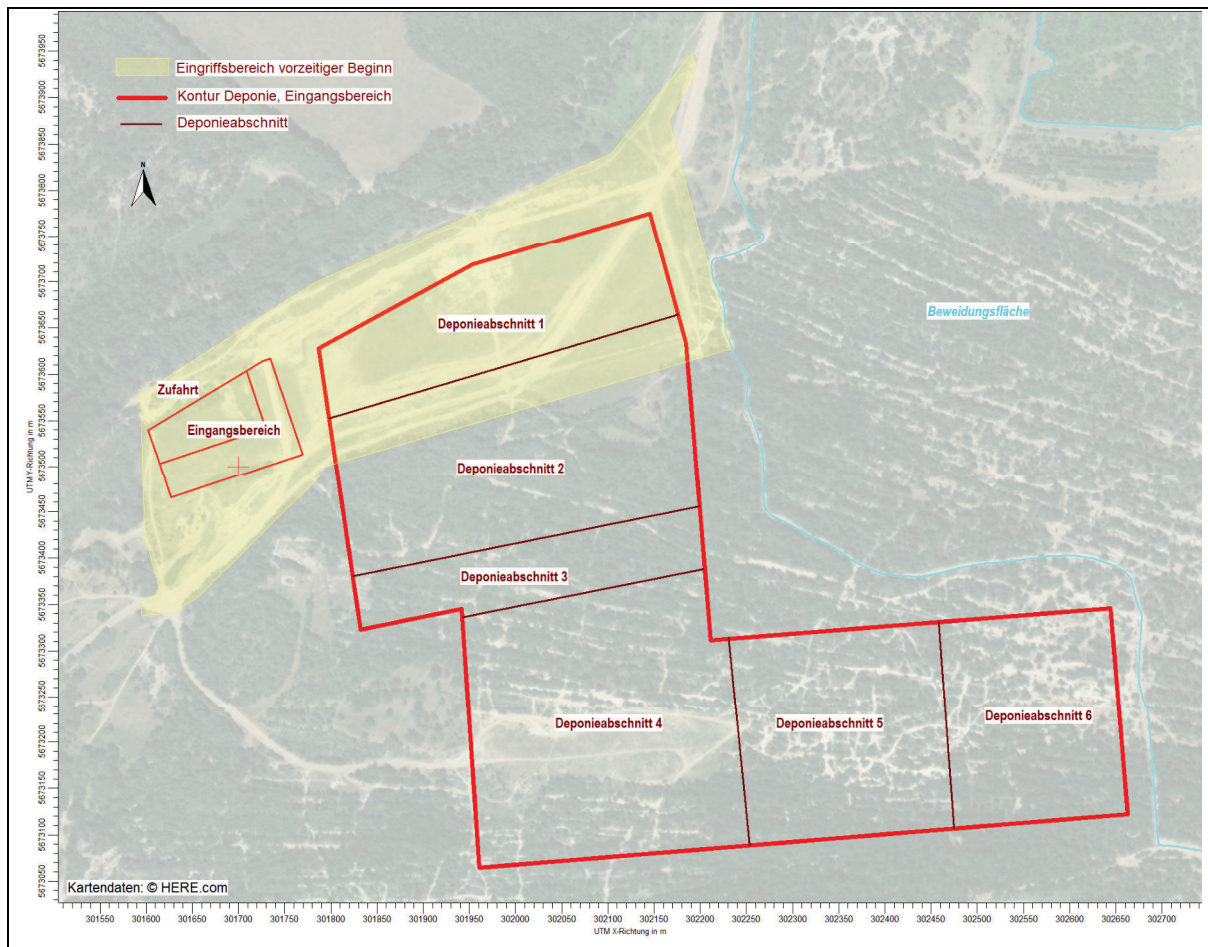 Eingriffsbereich vorzeitiger Beginn
Kontur Deponie, Eingangsbereich
Deponieabschnitt
N
Deponieabschnitt 1
Beweidungsfläche
Zufahrt
Eingangsbereich
Deponieabschnitt 2
Deponieabschnitt 3
Deponieabschnitt 4
Deponieabschnitt 5
Deponieabschnitt 6
Kartendaten: © HERE.com
UTMY-Richtung in m
5673950
5673900
5673850
5673800
5673750
5673700
5673650
5673600
5673550
5673500
5673450
5673400
5673350
5673300
5673250
5673200
5673150
5673100
5673050
301550 301600 301650 301700 301750 301800 301850 301900 301950 302000 302050 302100 302150 302200 302250 302300 302350 302400 302450 302500 302550 302600 302650 302700
UTM X-Richtung in m